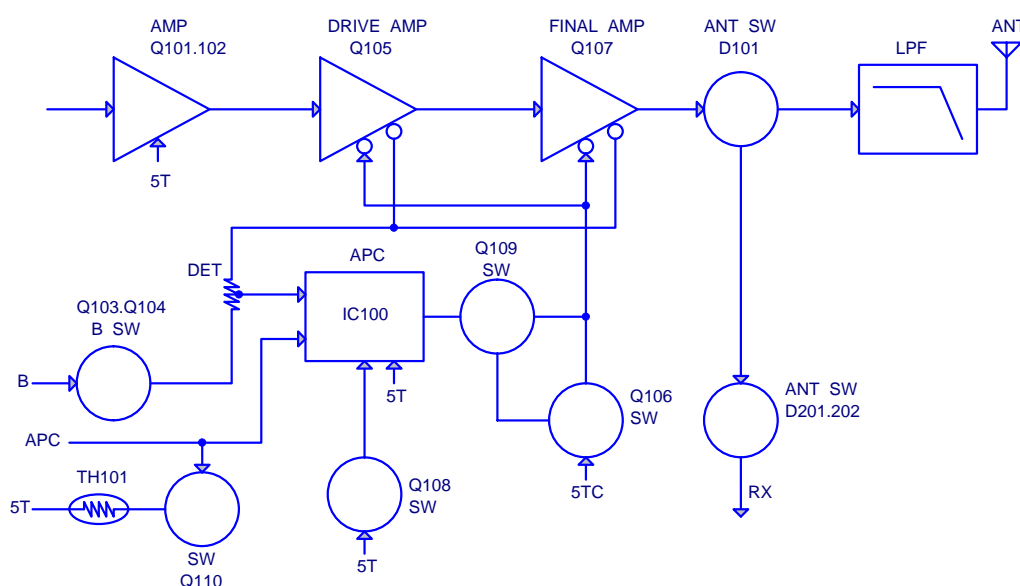 AMP
Q101.102
DRIVE AMP
Q105
FINAL AMP
Q107
ANT SW
D101
LPF
ANT
5T
DET
APC
IC100
Q109
SW
Q103.Q104
B SW
B
5T
Q106
SW
ANT SW
D201.202
APC
TH101
5T
SW
Q110
Q108
SW
5T
5TC
RX